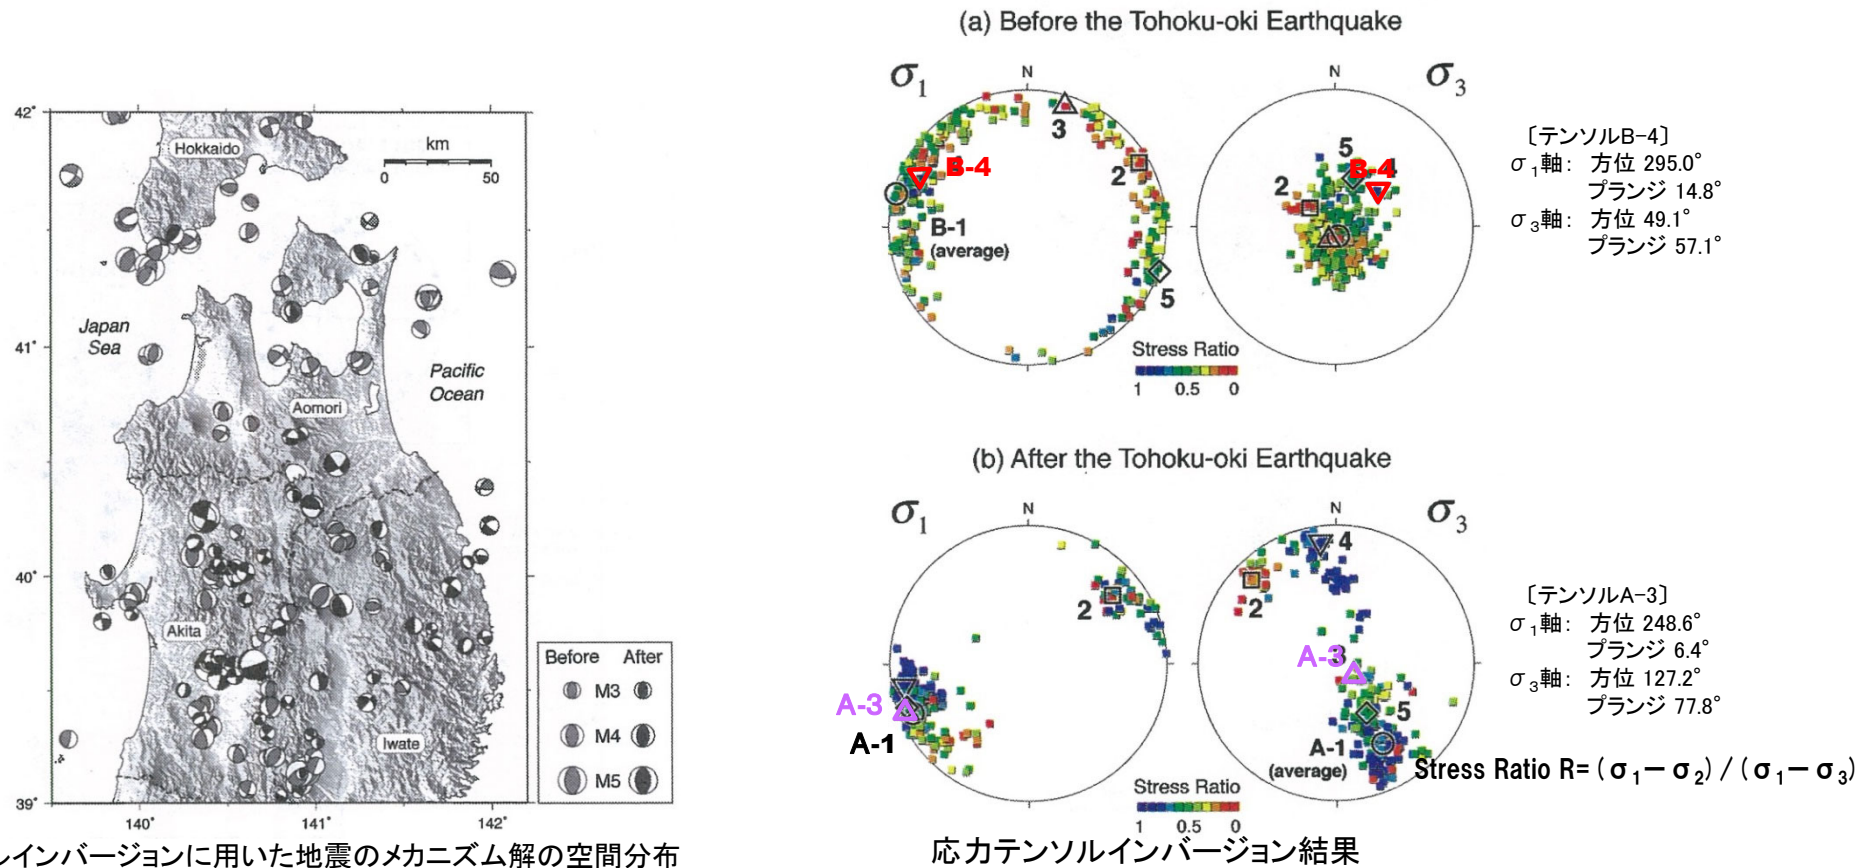 42°
41°
40°
39°
140°
141°
142°
Hokkaido
km
0 50
Japan
Sea
Pacific
Ocean
Aomori
Akita
Iwate
Before After
M3
M4
M5
インバージョンに用いた地震のメカニズム解の空間分布
(a) Before the Tohoku-oki Earthquake
σ1
N
3
B-4
2
B-1
(average)
5
Stress Ratio
1 0.5 0
N
σ3
5
B-4
4
2
〔テンソルB-4〕
σ1軸: 方位 295.0°
プランジ 14.8°
σ3軸: 方位 49.1°
プランジ 57.1°
(b) After the Tohoku-oki Earthquake
σ1
N
2
A-3
A-1
Stress Ratio
1 0.5 0
N
σ3
4
2
3
A-3
5
A-1
(average)
〔テンソルA-3〕
σ1軸: 方位 248.6°
プランジ 6.4°
σ3軸: 方位 127.2°
プランジ 77.8°
Stress Ratio R= (σ1-σ2) / (σ1-σ3)
応力テンソルインバージョン結果